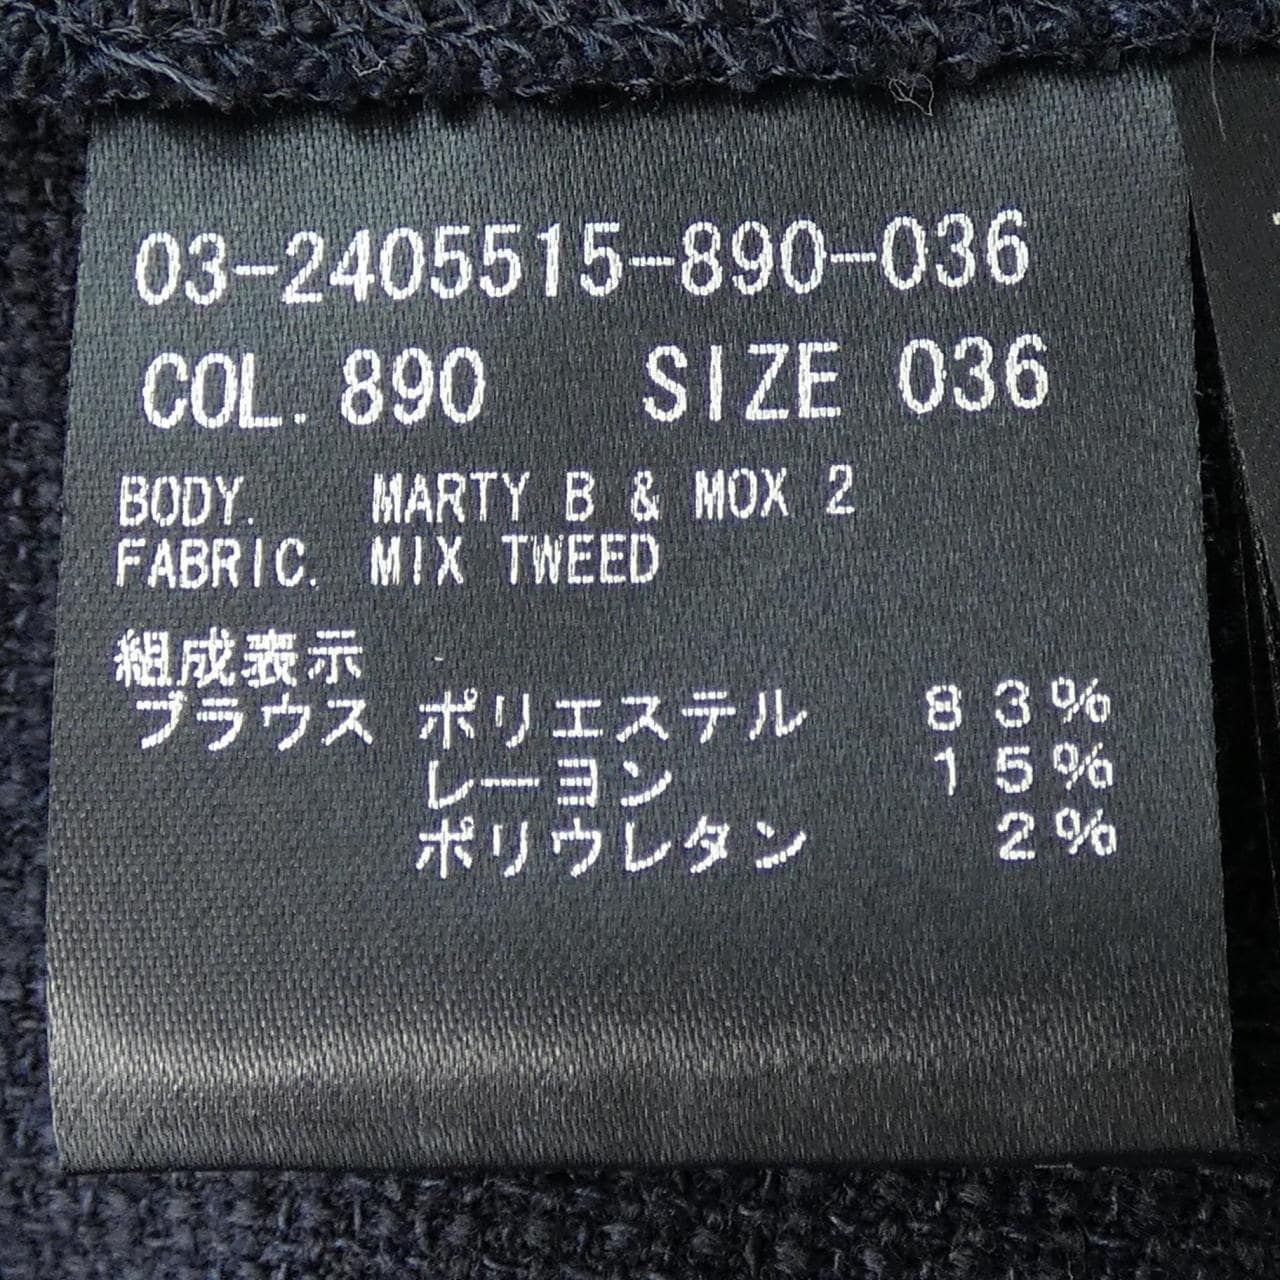 03-2405515-890-036
COL. 890 SIZE 036
BODY. MARTY B & MOX 2
FABRIC. MIX TWEED
組成表示
ブラウス ポリエステル 83%
レーヨン 15%
ポリウレタン 2%